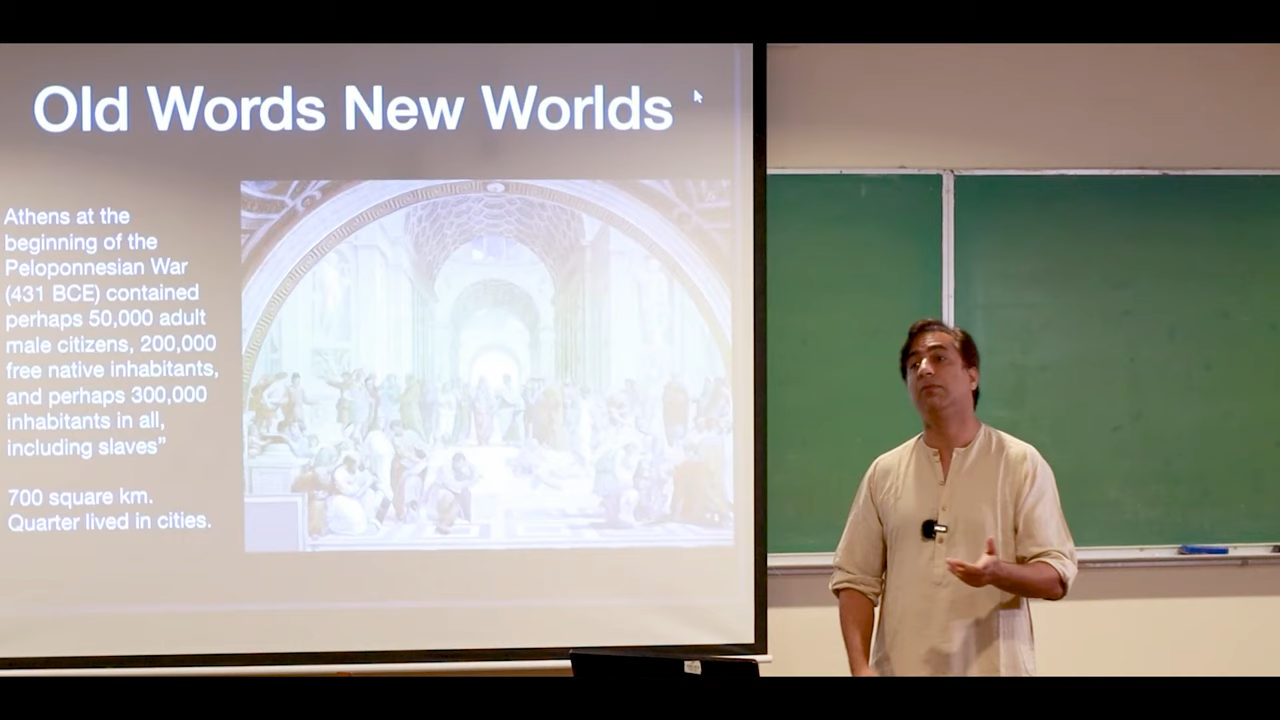 Old Words New Worlds
Athens at the
beginning of the
Peloponnesian War
(431 BCE) contained
perhaps 50,000 adult
male citizens, 200,000
free native inhabitants,
and perhaps 300,000
inhabitants in all,
including slaves”
700 square km.
Quarter lived in cities.